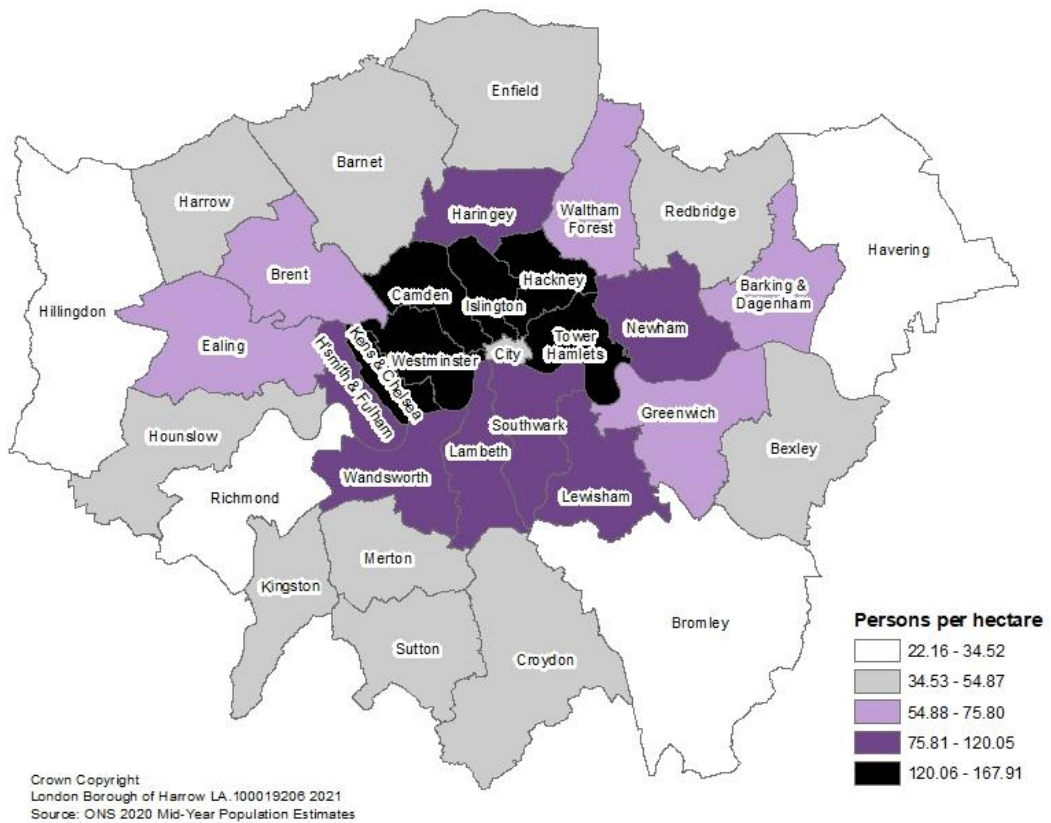 Enfield
Barnet
Harrow
Haringey
Waltham
Forest
Redbridge
Havering
Brent
Hackney
Camden
Islington
Barking &
Dagenham
Hillingdon
Newham
Ealing
Kens & Chelsea
H'smith & Fulham
Westminster
City
Tower
Hamlets
Greenwich
Hounslow
Southwark
Bexley
Lambeth
Wandsworth
Richmond
Lewisham
Merton
Kingston
Bromley
Sutton
Croydon
Persons per hectare
22.16 - 34.52
34.53 - 54.87
54.88 - 75.80
75.81 - 120.05
120.06 - 167.91
Crown Copyright
London Borough of Harrow LA.100019206 2021
Source: ONS 2020 Mid-Year Population Estimates